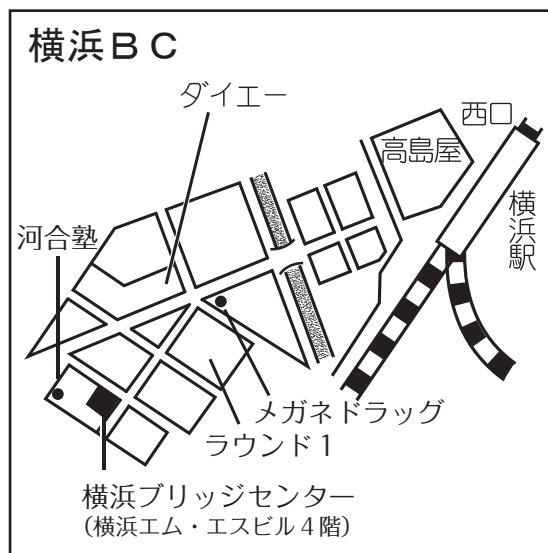 横浜ＢＣ
ダイエー
西口
高島屋
横浜駅
河合塾
メガネドラッグ
ラウンド１
横浜ブリッジセンター
（横浜エム・エスビル４階）